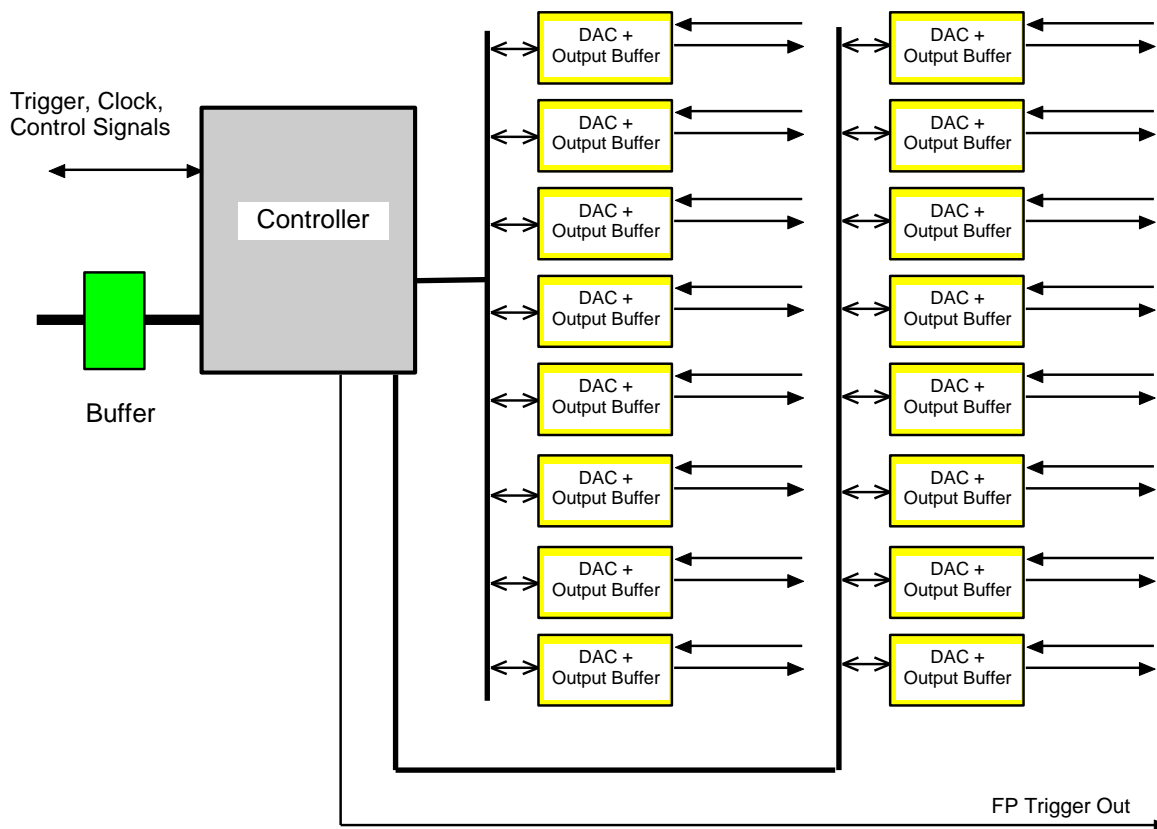 DAC +
Output Buffer
DAC +
Output Buffer
Trigger, Clock,
Control Signals
DAC +
Output Buffer
DAC +
Output Buffer
Controller
DAC +
Output Buffer
DAC +
Output Buffer
DAC +
Output Buffer
DAC +
Output Buffer
Buffer
DAC +
Output Buffer
DAC +
Output Buffer
DAC +
Output Buffer
DAC +
Output Buffer
DAC +
Output Buffer
DAC +
Output Buffer
DAC +
Output Buffer
DAC +
Output Buffer
FP Trigger Out